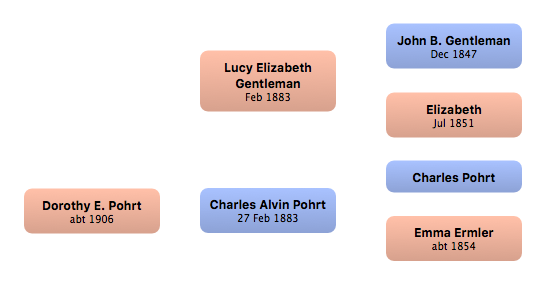 John B. Gentleman
Dec 1847
Lucy Elizabeth
Gentleman
Feb 1883
Elizabeth
Jul 1851
Charles Pohrt
Dorothy E. Pohrt
abt 1906
Charles Alvin Pohrt
27 Feb 1883
Emma Ermler
abt 1854